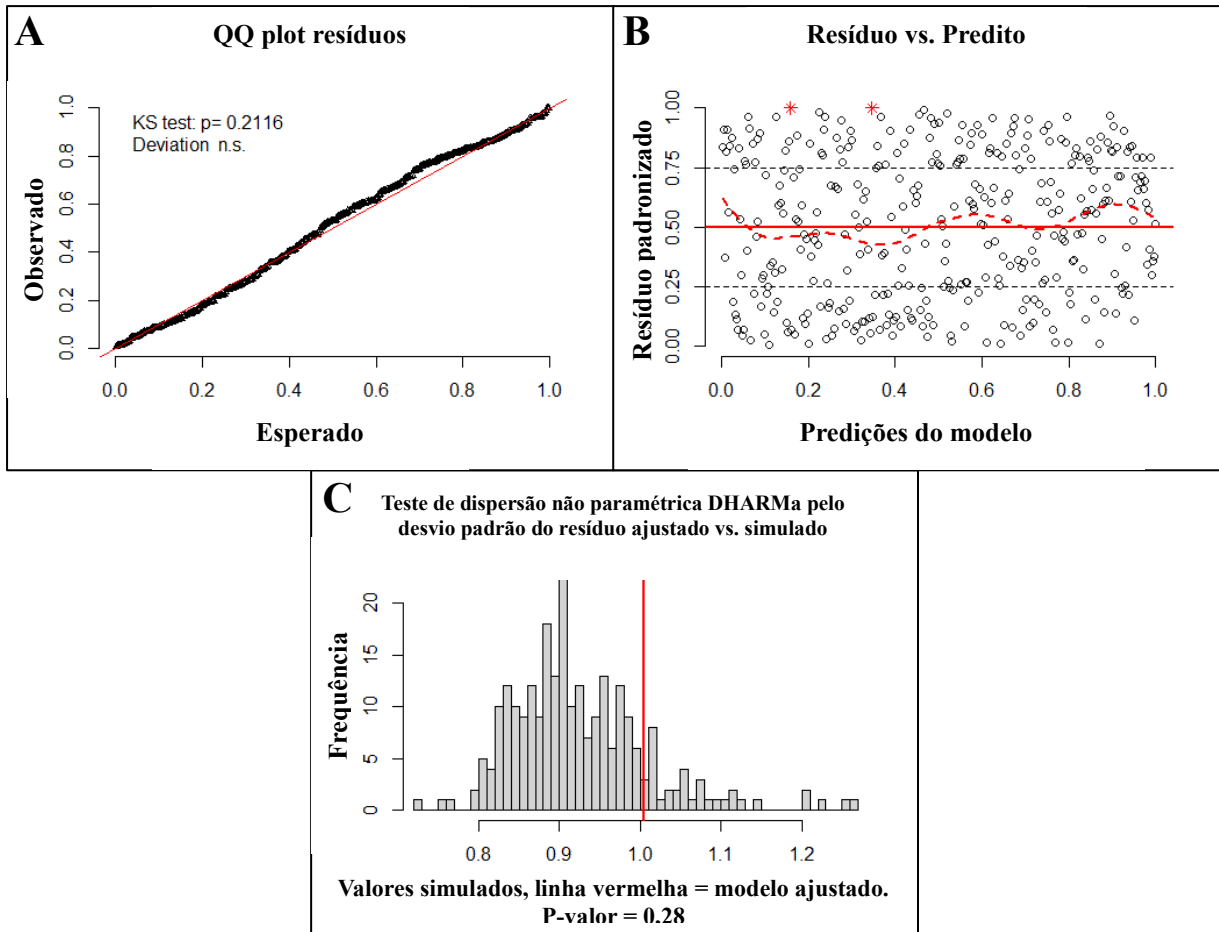 A
QQ plot resíduos
KS test: p= 0.2116
Deviation n.s.
Observado
0.0 0.2 0.4 0.6 0.8 1.0
0.0 0.2 0.4 0.6 0.8 1.0
Esperado
B
Resíduo vs. Predito
Resíduo padronizado
0.00 0.25 0.50 0.75 1.00
0.0 0.2 0.4 0.6 0.8 1.0
Predições do modelo
C
Teste de dispersão não paramétrica DHARMa pelo
desvio padrão do resíduo ajustado vs. simulado
Frequência
0 5 10 15 20
0.8 0.9 1.0 1.1 1.2
Valores simulados, linha vermelha = modelo ajustado.
P-valor = 0.28